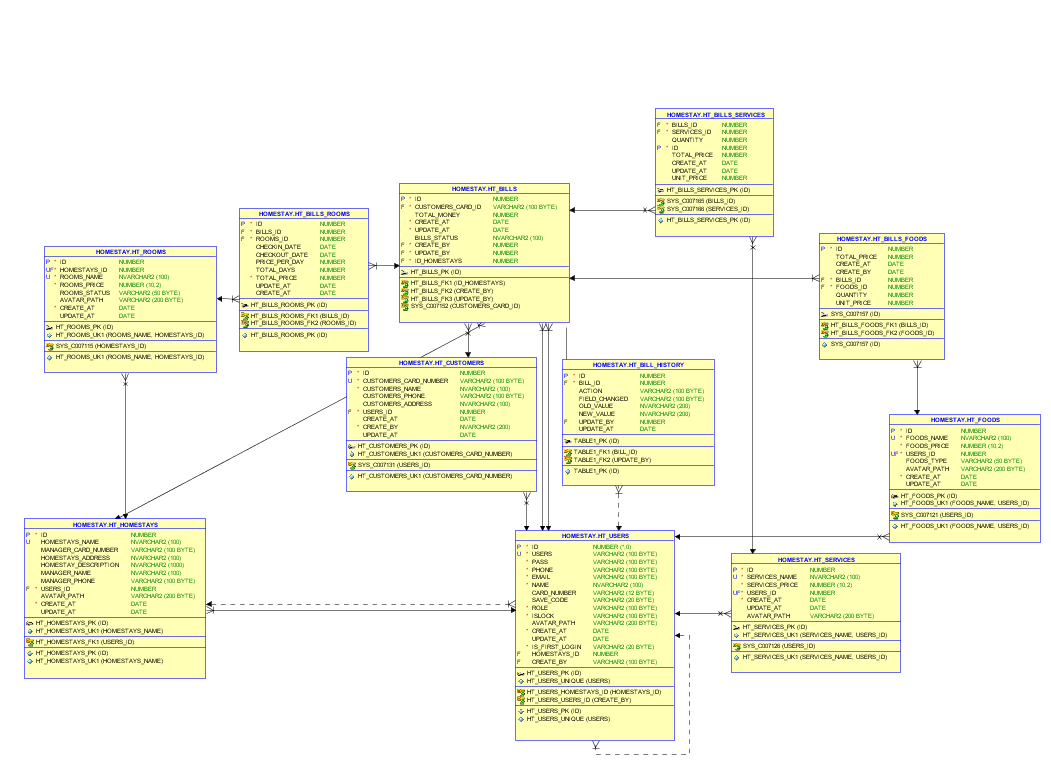 HOMESTAY.HT_BILLS_SERVICES
F * BILLS_ID NUMBER
F * SERVICES_ID NUMBER
QUANTITY NUMBER
P * ID NUMBER
TOTAL_PRICE NUMBER
CREATE_AT DATE
UPDATE_AT DATE
UNIT_PRICE NUMBER
HT_BILLS_SERVICES_PK (ID)
SYS_C007165 (BILLS_ID)
SYS_C007166 (SERVICES_ID)
HT_BILLS_SERVICES_PK (ID)
HOMESTAY.HT_BILLS
P * ID NUMBER
F * CUSTOMERS_CARD_ID VARCHAR2 (100 BYTE)
TOTAL_MONEY NUMBER
* CREATE_AT DATE
* UPDATE_AT DATE
BILLS_STATUS NVARCHAR2 (100)
F * CREATE_BY NUMBER
F * UPDATE_BY NUMBER
F * ID_HOMESTAYS NUMBER
HT_BILLS_PK (ID)
HT_BILLS_FK1 (ID_HOMESTAYS)
HT_BILLS_FK2 (CREATE_BY)
HT_BILLS_FK3 (UPDATE_BY)
SYS_C007152 (CUSTOMERS_CARD_ID)
HOMESTAY.HT_BILLS_ROOMS
P * ID NUMBER
F * BILLS_ID NUMBER
F * ROOMS_ID NUMBER
CHECKIN_DATE DATE
CHECKOUT_DATE DATE
PRICE_PER_DAY NUMBER
TOTAL_DAYS NUMBER
* TOTAL_PRICE NUMBER
UPDATE_AT DATE
CREATE_AT DATE
HT_BILLS_ROOMS_PK (ID)
HT_BILLS_ROOMS_FK1 (BILLS_ID)
HT_BILLS_ROOMS_FK2 (ROOMS_ID)
HT_BILLS_ROOMS_PK (ID)
HOMESTAY.HT_ROOMS
P * ID NUMBER
UF * HOMESTAYS_ID NUMBER
U * ROOMS_NAME NVARCHAR2 (100)
* ROOMS_PRICE NUMBER (10,2)
ROOMS_STATUS NVARCHAR2 (50 BYTE)
AVATAR_PATH VARCHAR2 (200 BYTE)
* CREATE_AT DATE
UPDATE_AT DATE
HT_ROOMS_PK (ID)
HT_ROOMS_UK1 (ROOMS_NAME, HOMESTAYS_ID)
SYS_C007115 (HOMESTAYS_ID)
HT_ROOMS_UK1 (ROOMS_NAME, HOMESTAYS_ID)
HOMESTAY.HT_BILLS_FOODS
P * ID NUMBER
TOTAL_PRICE NUMBER
CREATE_AT DATE
CREATE_BY NUMBER
F * BILLS_ID NUMBER
F * FOODS_ID NUMBER
QUANTITY NUMBER
UNIT_PRICE NUMBER
SYS_C007157 (ID)
HT_BILLS_FOODS_FK1 (BILLS_ID)
HT_BILLS_FOODS_FK2 (FOODS_ID)
SYS_C007157 (ID)
HOMESTAY.HT_CUSTOMERS
P * ID NUMBER
U * CUSTOMERS_CARD_NUMBER VARCHAR2 (100 BYTE)
* CUSTOMERS_NAME NVARCHAR2 (100)
CUSTOMERS_PHONE VARCHAR2 (100 BYTE)
CUSTOMERS_ADDRESS NVARCHAR2 (100)
F * USERS_ID NUMBER
CREATE_AT DATE
* CREATE_BY NVARCHAR2 (200)
UPDATE_AT DATE
HT_CUSTOMERS_PK (ID)
HT_CUSTOMERS_UK1 (CUSTOMERS_CARD_NUMBER)
SYS_C007131 (USERS_ID)
HT_CUSTOMERS_UK1 (CUSTOMERS_CARD_NUMBER)
HOMESTAY.HT_BILL_HISTORY
P * ID NUMBER
F * BILL_ID NUMBER
ACTION VARCHAR2 (100 BYTE)
FIELD_CHANGED VARCHAR2 (100 BYTE)
OLD_VALUE NVARCHAR2 (200)
NEW_VALUE NVARCHAR2 (200)
F UPDATE_BY NUMBER
UPDATE_AT DATE
TABLE1_PK (ID)
TABLE1_FK1 (BILL_ID)
TABLE1_FK2 (UPDATE_BY)
TABLE1_PK (ID)
HOMESTAY.HT_FOODS
P * ID NUMBER
U * FOODS_NAME NVARCHAR2 (100)
* FOODS_PRICE NUMBER (10,2)
UF * USERS_ID NUMBER
FOODS_TYPE VARCHAR2 (50 BYTE)
AVATAR_PATH VARCHAR2 (200 BYTE)
* CREATE_AT DATE
UPDATE_AT DATE
HT_FOODS_PK (ID)
HT_FOODS_UK1 (FOODS_NAME, USERS_ID)
SYS_C007121 (USERS_ID)
HT_FOODS_UK1 (FOODS_NAME, USERS_ID)
HOMESTAY.HT_HOMESTAYS
P * ID NUMBER
U HOMESTAYS_NAME NVARCHAR2 (100)
MANAGER_CARD_NUMBER VARCHAR2 (100 BYTE)
HOMESTAYS_ADDRESS NVARCHAR2 (100)
HOMESTAY_DESCRIPTION NVARCHAR2 (1000)
MANAGER_NAME NVARCHAR2 (100)
MANAGER_PHONE VARCHAR2 (100 BYTE)
F * USERS_ID NUMBER
AVATAR_PATH VARCHAR2 (200 BYTE)
* CREATE_AT DATE
UPDATE_AT DATE
HT_HOMESTAYS_PK (ID)
HT_HOMESTAYS_UK1 (HOMESTAYS_NAME)
HT_HOMESTAYS_FK1 (USERS_ID)
HT_HOMESTAYS_PK (ID)
HT_HOMESTAYS_UK1 (HOMESTAYS_NAME)
HOMESTAY.HT_USERS
P * ID NUMBER (*,0)
U * USERS VARCHAR2 (100 BYTE)
* PASS VARCHAR2 (100 BYTE)
* PHONE VARCHAR2 (100 BYTE)
* EMAIL VARCHAR2 (100 BYTE)
* NAME NVARCHAR2 (100)
CARD_NUMBER VARCHAR2 (12 BYTE)
SAVE_CODE VARCHAR2 (20 BYTE)
* ROLE VARCHAR2 (100 BYTE)
* ISLOCK VARCHAR2 (100 BYTE)
AVATAR_PATH VARCHAR2 (200 BYTE)
* CREATE_AT DATE
UPDATE_AT DATE
* IS_FIRST_LOGIN VARCHAR2 (20 BYTE)
F HOMESTAYS_ID NUMBER
F CREATE_BY VARCHAR2 (100 BYTE)
HT_USERS_PK (ID)
HT_USERS_UNIQUE (USERS)
HT_USERS_HOMESTAYS_ID (HOMESTAYS_ID)
HT_USERS_USERS_ID (CREATE_BY)
HT_USERS_PK (ID)
HT_USERS_UNIQUE (USERS)
HOMESTAY.HT_SERVICES
P * ID NUMBER
U * SERVICES_NAME NVARCHAR2 (100)
* SERVICES_PRICE NUMBER (10,2)
UF * USERS_ID NUMBER
CREATE_AT DATE
UPDATE_AT DATE
AVATAR_PATH VARCHAR2 (200 BYTE)
HT_SERVICES_PK (ID)
HT_SERVICES_UK1 (SERVICES_NAME, USERS_ID)
SYS_C007126 (USERS_ID)
HT_SERVICES_UK1 (SERVICES_NAME, USERS_ID)